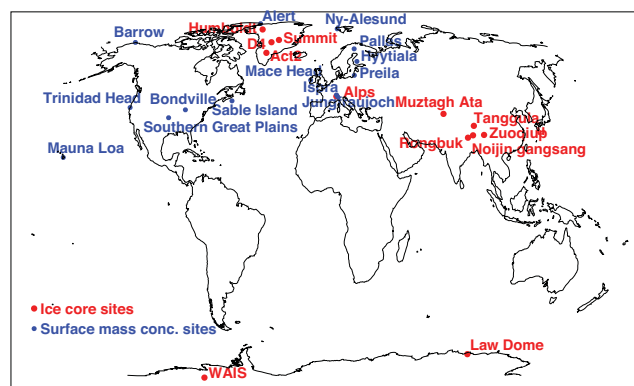 Alert
Ny-Alesund
Humboldt
Barrow
D4
Summit
Pallas
Act2
Hyytiala
Mace Head
Preila
Ispra
Alps
Trinidad Head
Bondville
Sable Island
Jungfraujoch
Muztagh Ata
Southern Great Plains
Tanggula
Zuoqiup
Mauna Loa
Rongbuk
Noijin gangsang
Ice core sites
Surface mass conc. sites
Law Dome
WAIS